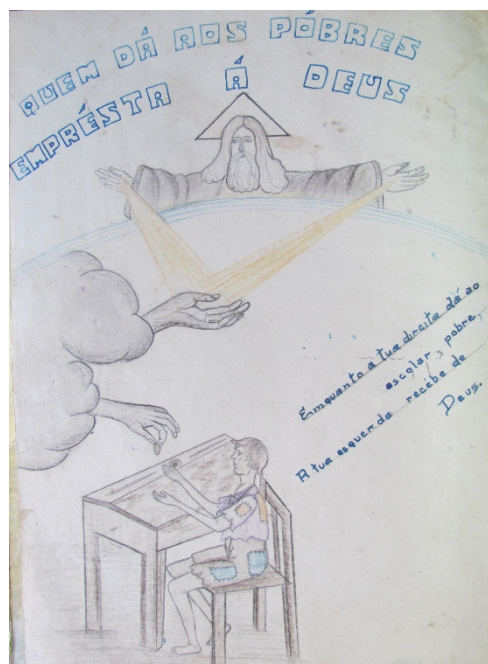 QUEM DÁ AOS PÓBRES
EMPRÉSTA Á DEUS
Emquanto a tua direita dá ao
escolar pobre,
A tua esquerda recebe de
Deus.